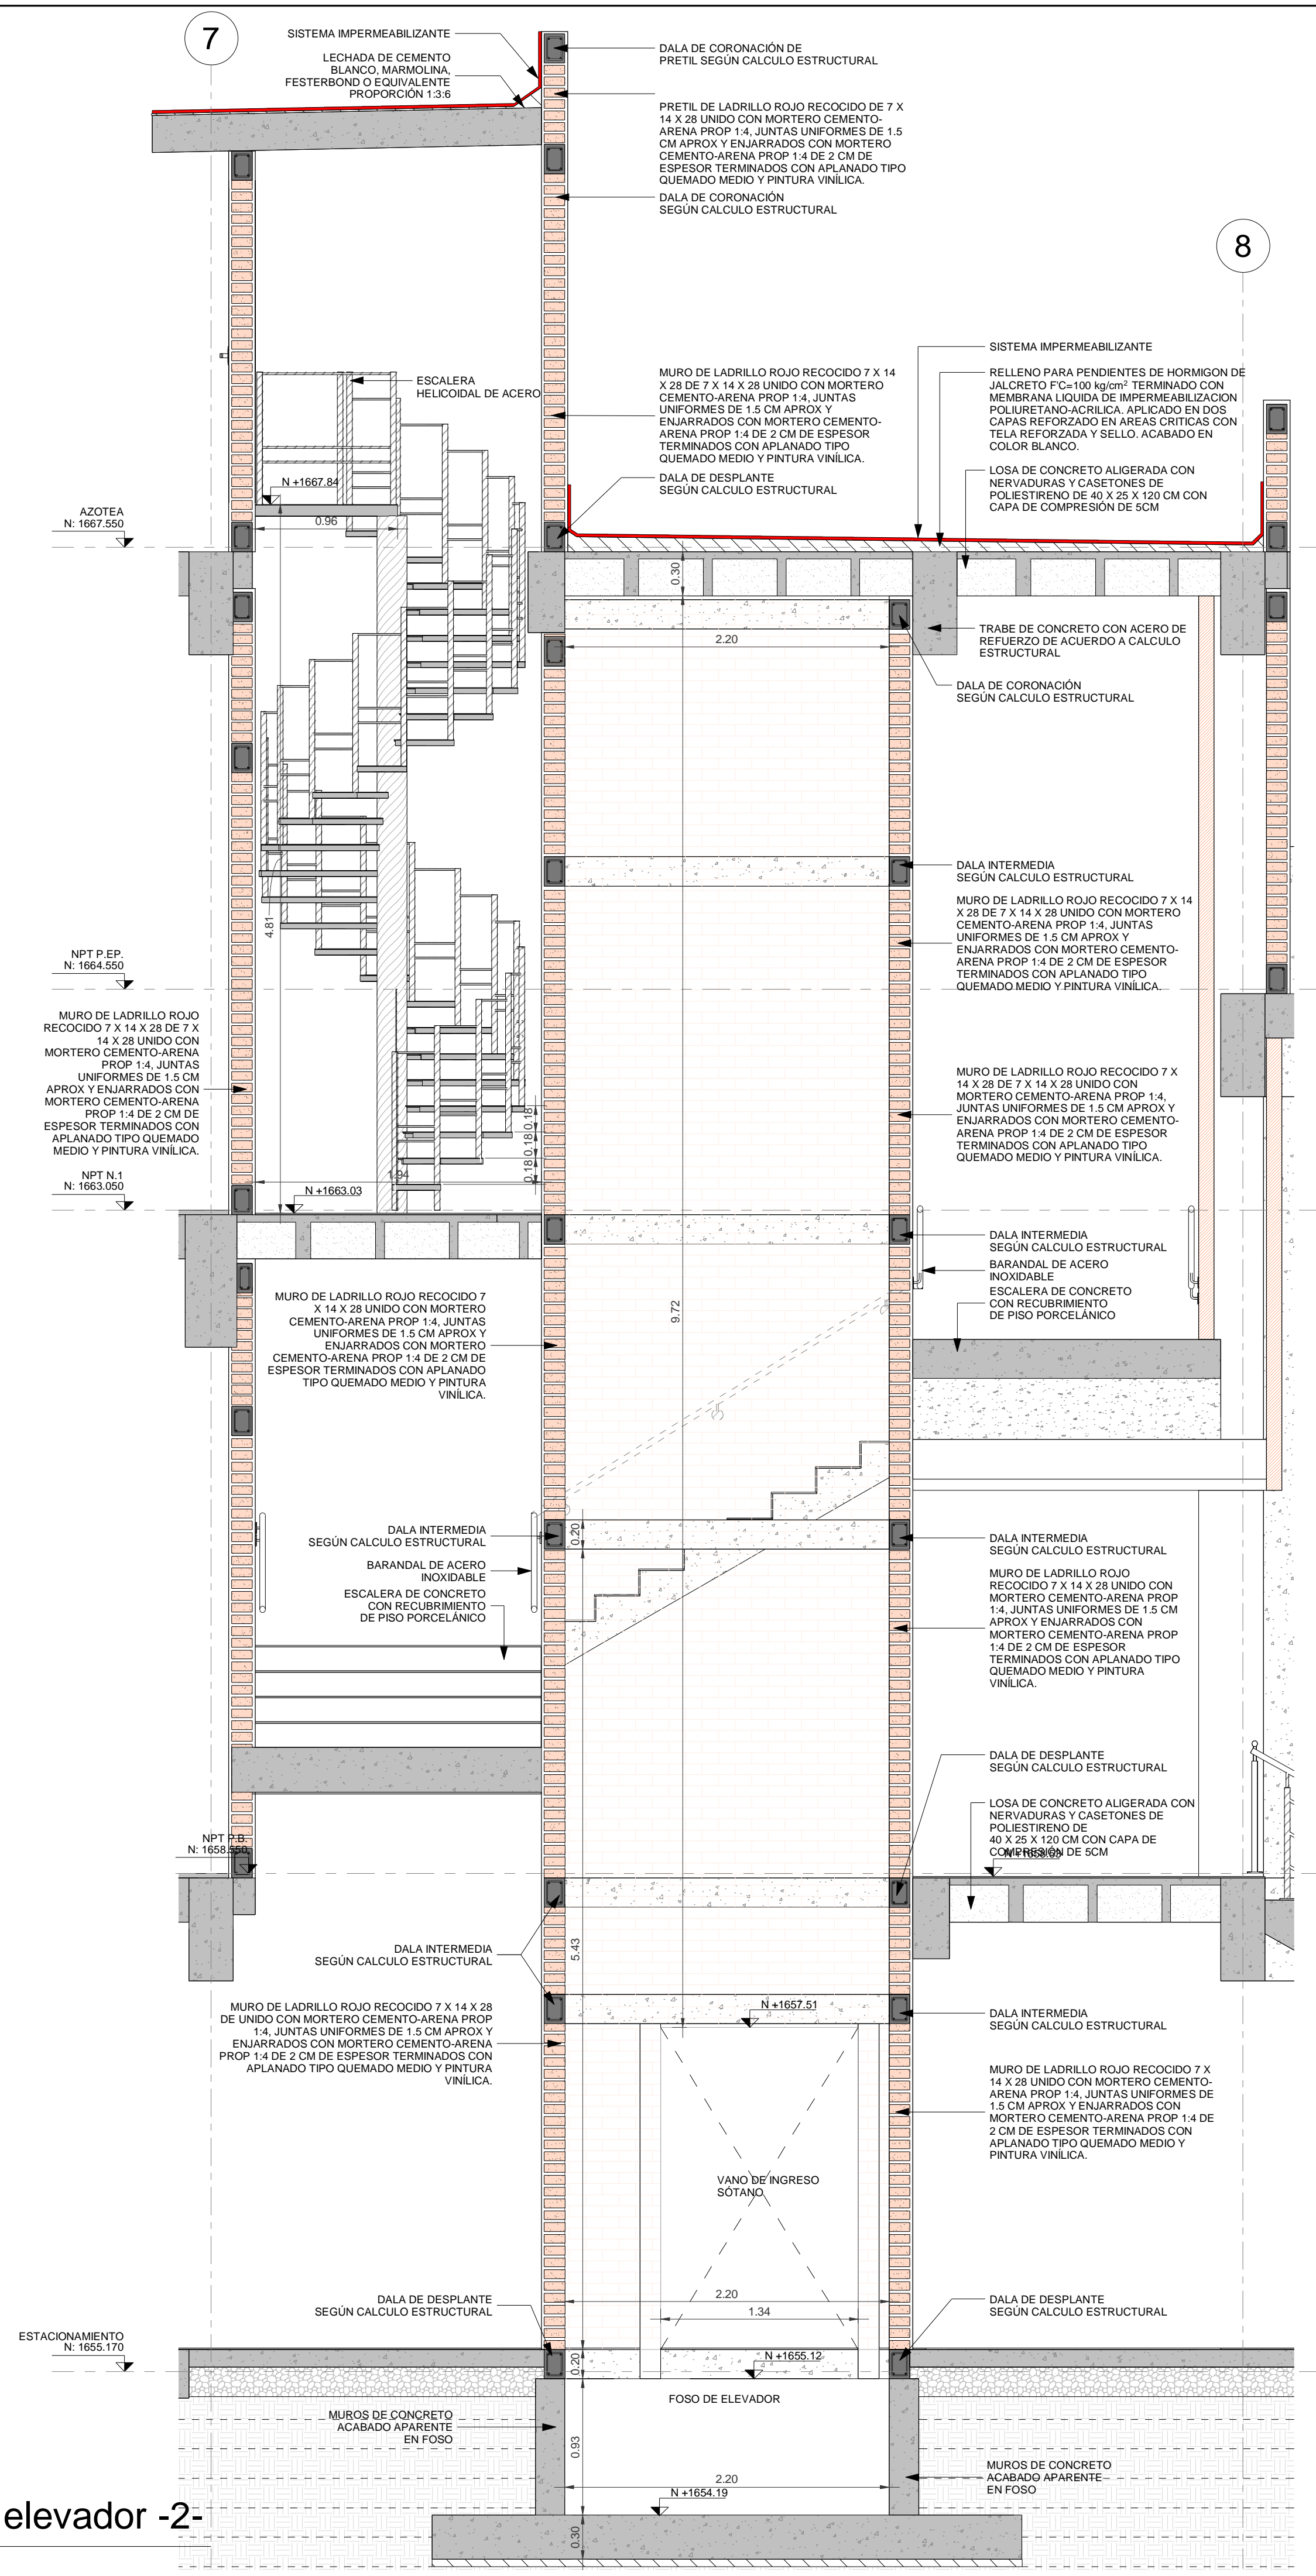 7
SISTEMA IMPERMEABILIZANTE
LECHADA DE CEMENTO
BLANCO, MARMOLINA,
FESTERBOND O EQUIVALENTE
PROPORCIÓN 1:3:6
DALA DE CORONACIÓN DE
PRETIL SEGÚN CALCULO ESTRUCTURAL
PRETIL DE LADRILLO ROJO RECOCIDO DE 7 X
14 X 28 UNIDO CON MORTERO CEMENTO-
ARENA PROP 1:4, JUNTAS UNIFORMES DE 1.5
CM APROX Y ENJARRADOS CON MORTERO
CEMENTO-ARENA PROP 1:4 DE 2 CM DE
ESPESOR TERMINADOS CON APLANADO TIPO
QUEMADO MEDIO Y PINTURA VINÍLICA.
DALA DE CORONACIÓN
SEGÚN CALCULO ESTRUCTURAL
8
SISTEMA IMPERMEABILIZANTE
RELLENO PARA PENDIENTES DE HORMIGON DE
JALCRETO F'C=100 kg/cm² TERMINADO CON
MEMBRANA LIQUIDA DE IMPERMEABILIZACION
POLIURETANO-ACRILICA. APLICADO EN DOS
CAPAS REFORZADO EN AREAS CRITICAS CON
TELA REFORZADA Y SELLO. ACABADO EN
COLOR BLANCO.
LOSA DE CONCRETO ALIGERADA CON
NERVADURAS Y CASETONES DE
POLIESTIRENO DE 40 X 25 X 120 CM CON
CAPA DE COMPRESIÓN DE 5CM
MURO DE LADRILLO ROJO RECOCIDO 7 X 14
X 28 DE 7 X 14 X 28 UNIDO CON MORTERO
CEMENTO-ARENA PROP 1:4, JUNTAS
UNIFORMES DE 1.5 CM APROX Y
ENJARRADOS CON MORTERO CEMENTO-
ARENA PROP 1:4 DE 2 CM DE ESPESOR
TERMINADOS CON APLANADO TIPO
QUEMADO MEDIO Y PINTURA VINÍLICA.
DALA DE DESPLANTE
SEGÚN CALCULO ESTRUCTURAL
ESCALERA
HELICOIDAL DE ACERO
N +1667.84
0.96
AZOTEA
N: 1667.550
0.30
2.20
TRABE DE CONCRETO CON ACERO DE
REFUERZO DE ACUERDO A CALCULO
ESTRUCTURAL
DALA DE CORONACIÓN
SEGÚN CALCULO ESTRUCTURAL
DALA INTERMEDIA
SEGÚN CALCULO ESTRUCTURAL
MURO DE LADRILLO ROJO RECOCIDO 7 X 14
X 28 DE 7 X 14 X 28 UNIDO CON MORTERO
CEMENTO-ARENA PROP 1:4, JUNTAS
UNIFORMES DE 1.5 CM APROX Y
ENJARRADOS CON MORTERO CEMENTO-
ARENA PROP 1:4 DE 2 CM DE ESPESOR
TERMINADOS CON APLANADO TIPO
QUEMADO MEDIO Y PINTURA VINÍLICA.
4.81
NPT P.EP.
N: 1664.550
MURO DE LADRILLO ROJO
RECOCIDO 7 X 14 X 28 DE 7 X
14 X 28 UNIDO CON
MORTERO CEMENTO-ARENA
PROP 1:4, JUNTAS
UNIFORMES DE 1.5 CM
APROX Y ENJARRADOS CON
MORTERO CEMENTO-ARENA
PROP 1:4 DE 2 CM DE
ESPESOR TERMINADOS CON
APLANADO TIPO QUEMADO
MEDIO Y PINTURA VINÍLICA.
MURO DE LADRILLO ROJO RECOCIDO 7 X
14 X 28 DE 7 X 14 X 28 UNIDO CON
MORTERO CEMENTO-ARENA PROP 1:4,
JUNTAS UNIFORMES DE 1.5 CM APROX Y
ENJARRADOS CON MORTERO CEMENTO-
ARENA PROP 1:4 DE 2 CM DE ESPESOR
TERMINADOS CON APLANADO TIPO
QUEMADO MEDIO Y PINTURA VINÍLICA.
0.18
0.18
0.18
1.94
NPT N.1
N: 1663.050
N +1663.03
DALA INTERMEDIA
SEGÚN CALCULO ESTRUCTURAL
BARANDAL DE ACERO
INOXIDABLE
ESCALERA DE CONCRETO
CON RECUBRIMIENTO
DE PISO PORCELÁNICO
MURO DE LADRILLO ROJO RECOCIDO 7
X 14 X 28 UNIDO CON MORTERO
CEMENTO-ARENA PROP 1:4, JUNTAS
UNIFORMES DE 1.5 CM APROX Y
ENJARRADOS CON MORTERO
CEMENTO-ARENA PROP 1:4 DE 2 CM DE
ESPESOR TERMINADOS CON APLANADO
TIPO QUEMADO MEDIO Y PINTURA
VINÍLICA.
9.72
DALA INTERMEDIA
SEGÚN CALCULO ESTRUCTURAL
0.20
BARANDAL DE ACERO
INOXIDABLE
ESCALERA DE CONCRETO
CON RECUBRIMIENTO
DE PISO PORCELÁNICO
DALA INTERMEDIA
SEGÚN CALCULO ESTRUCTURAL
MURO DE LADRILLO ROJO
RECOCIDO 7 X 14 X 28 UNIDO CON
MORTERO CEMENTO-ARENA PROP
1:4, JUNTAS UNIFORMES DE 1.5 CM
APROX Y ENJARRADOS CON
MORTERO CEMENTO-ARENA PROP
1:4 DE 2 CM DE ESPESOR
TERMINADOS CON APLANADO TIPO
QUEMADO MEDIO Y PINTURA
VINÍLICA.
DALA DE DESPLANTE
SEGÚN CALCULO ESTRUCTURAL
LOSA DE CONCRETO ALIGERADA CON
NERVADURAS Y CASETONES DE
POLIESTIRENO DE
40 X 25 X 120 CM CON CAPA DE
COMPRESIÓN DE 5CM
NPT P.B.
N: 1658.550
DALA INTERMEDIA
SEGÚN CALCULO ESTRUCTURAL
5.43
MURO DE LADRILLO ROJO RECOCIDO 7 X 14 X 28
DE UNIDO CON MORTERO CEMENTO-ARENA PROP
1:4, JUNTAS UNIFORMES DE 1.5 CM APROX Y
ENJARRADOS CON MORTERO CEMENTO-ARENA
PROP 1:4 DE 2 CM DE ESPESOR TERMINADOS CON
APLANADO TIPO QUEMADO MEDIO Y PINTURA
VINÍLICA.
N +1657.51
DALA INTERMEDIA
SEGÚN CALCULO ESTRUCTURAL
MURO DE LADRILLO ROJO RECOCIDO 7 X
14 X 28 UNIDO CON MORTERO CEMENTO-
ARENA PROP 1:4, JUNTAS UNIFORMES DE
1.5 CM APROX Y ENJARRADOS CON
MORTERO CEMENTO-ARENA PROP 1:4 DE
2 CM DE ESPESOR TERMINADOS CON
APLANADO TIPO QUEMADO MEDIO Y
PINTURA VINÍLICA.
VANO DE INGRESO
SÓTANO
DALA DE DESPLANTE
SEGÚN CALCULO ESTRUCTURAL
2.20
1.34
DALA DE DESPLANTE
SEGÚN CALCULO ESTRUCTURAL
ESTACIONAMIENTO
N: 1655.170
0.20
N +1655.12
FOSO DE ELEVADOR
MUROS DE CONCRETO
ACABADO APARENTE
EN FOSO
0.93
2.20
N +1654.19
MUROS DE CONCRETO
ACABADO APARENTE
EN FOSO
0.30
elevador -2-